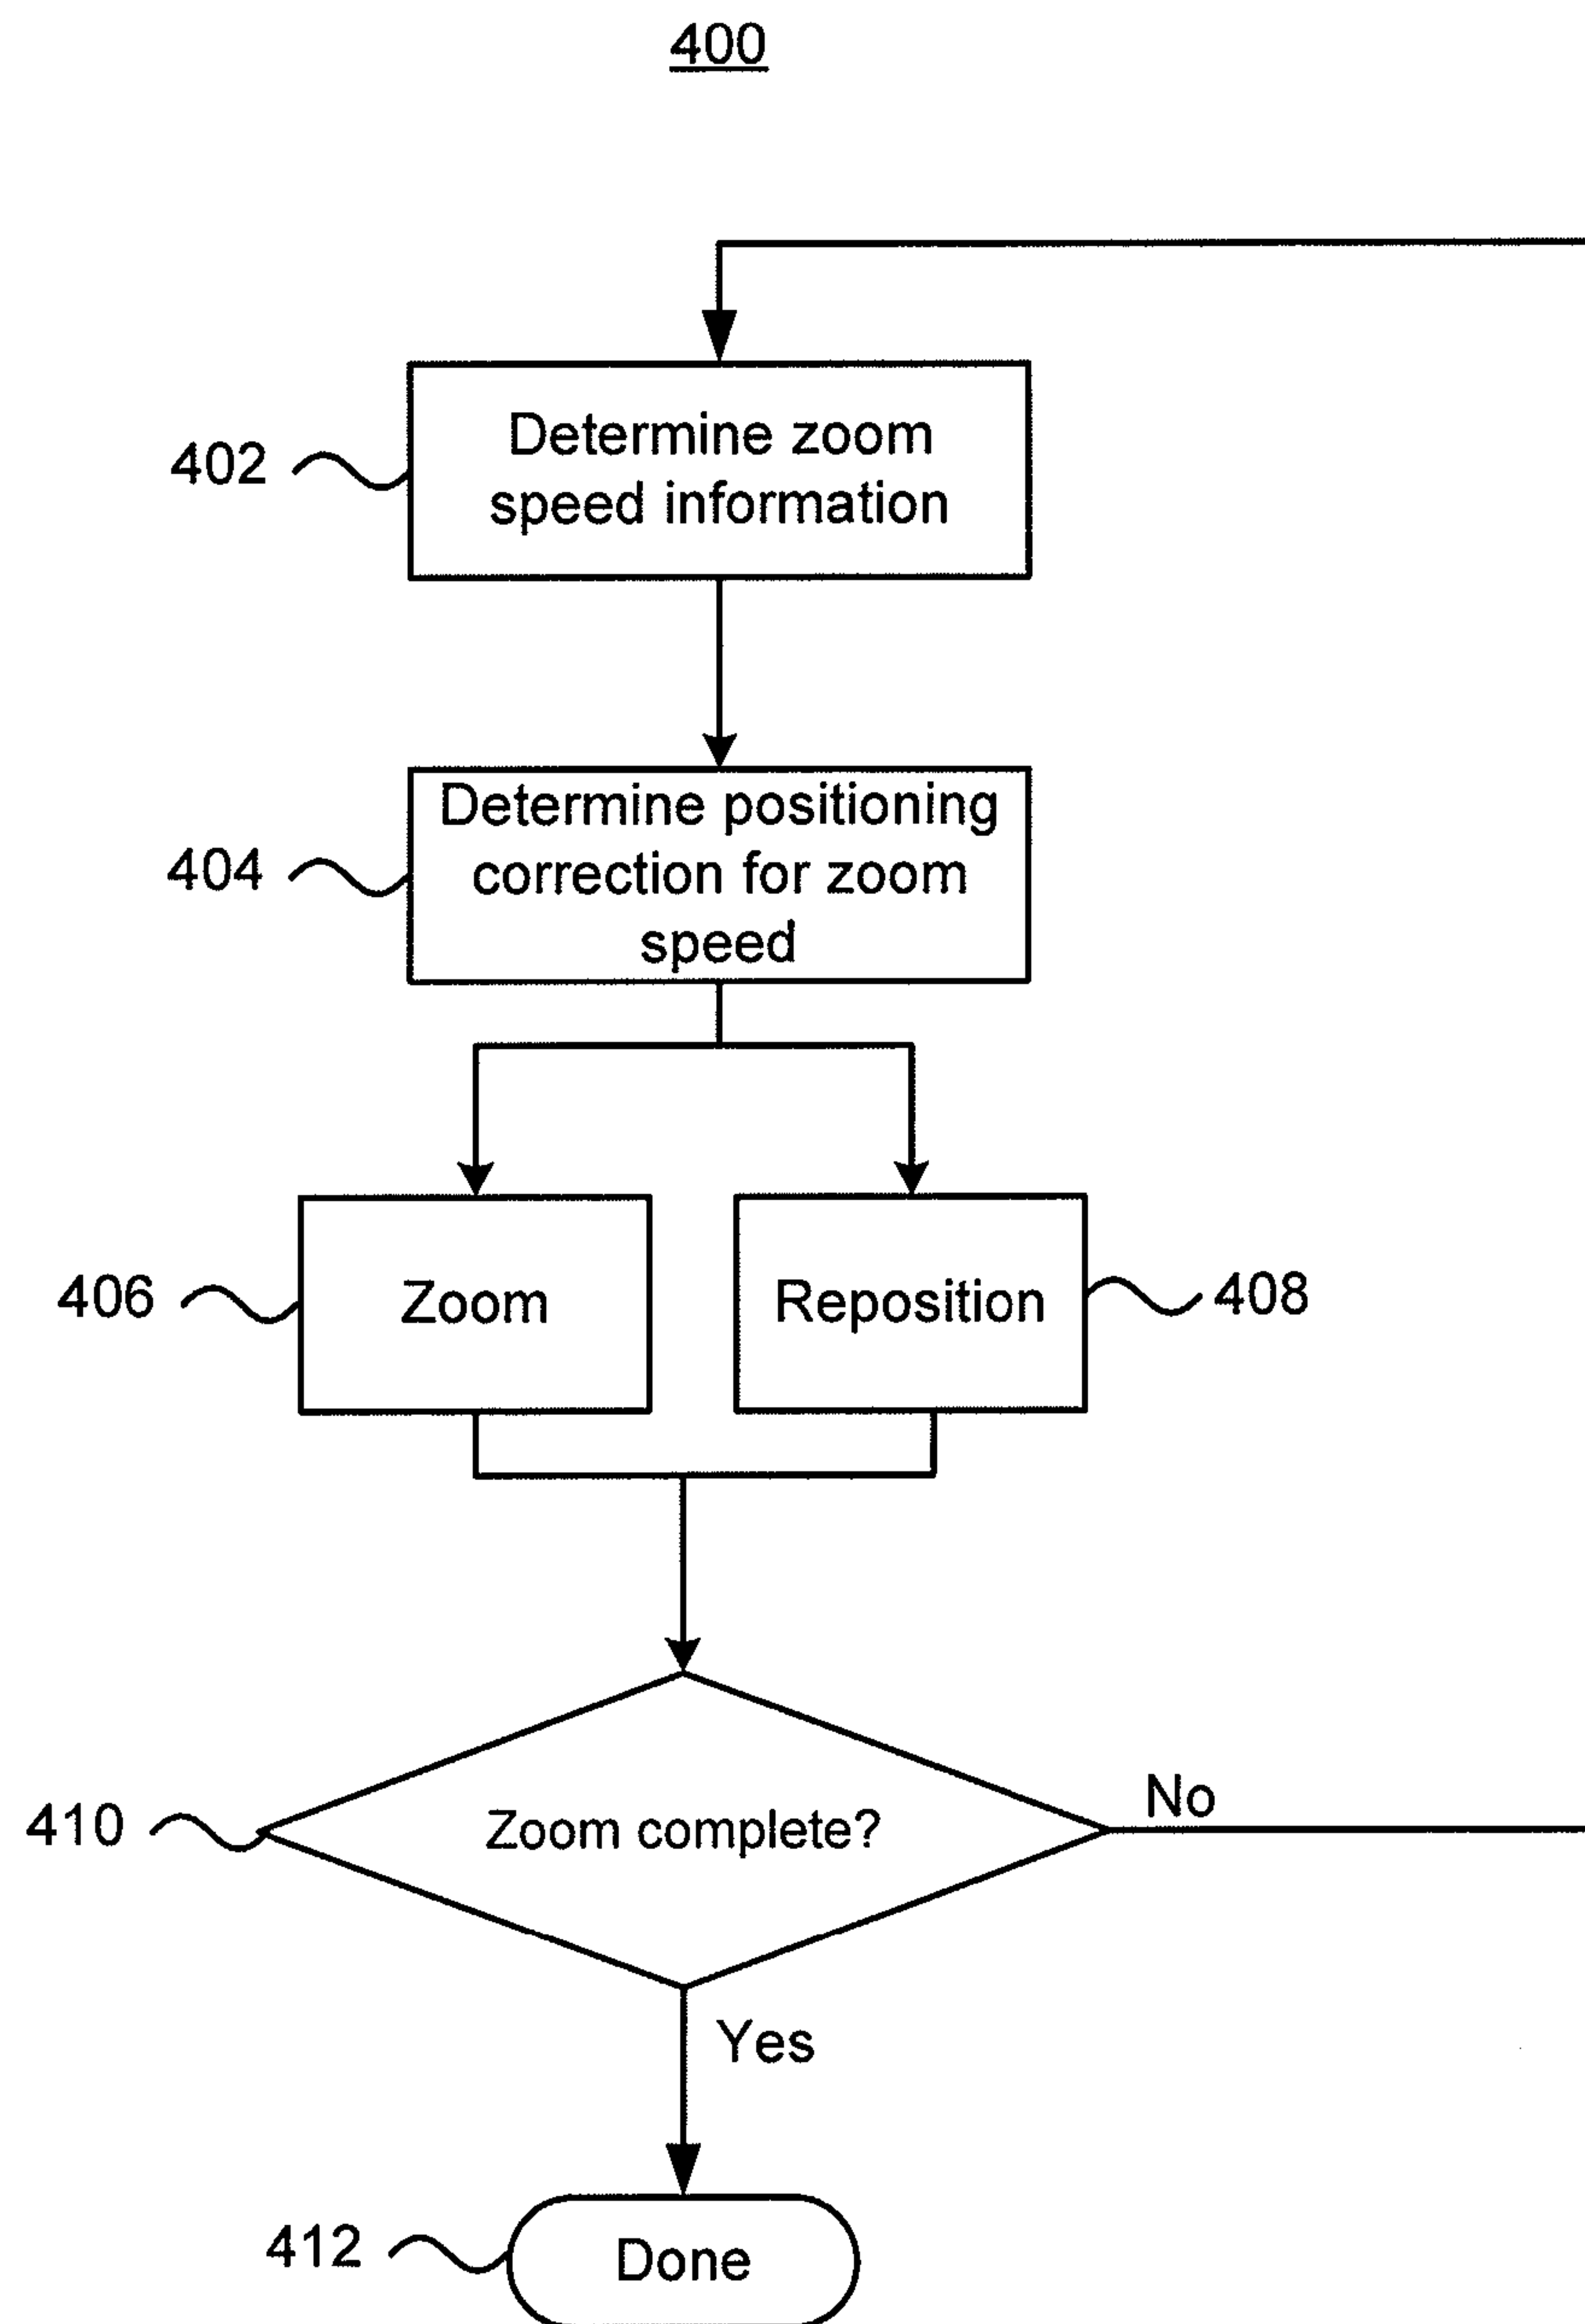 400
402
Determine zoom
speed information
404
Determine positioning
correction for zoom
speed
406
Zoom
Reposition
408
410
Zoom complete?
No
Yes
412
Done